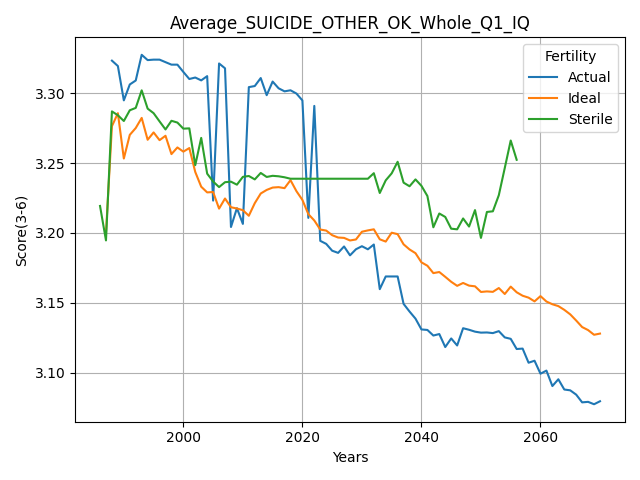 Average_SUICIDE_OTHER_OK_Whole_Q1_IQ
Fertility
Actual
Ideal
Sterile
Score(3-6)
3.30
3.25
3.20
3.15
3.10
2000
2020
2040
2060
Years